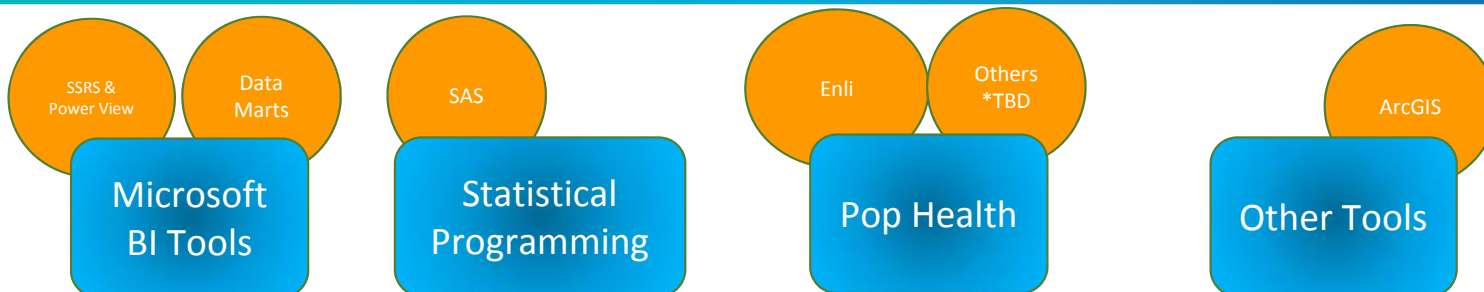 SSRS &
Power View
Data
Marts
SAS
Enli
Others
*TBD
ArcGIS
Microsoft
BI Tools
Statistical
Programming
Pop Health
Other Tools